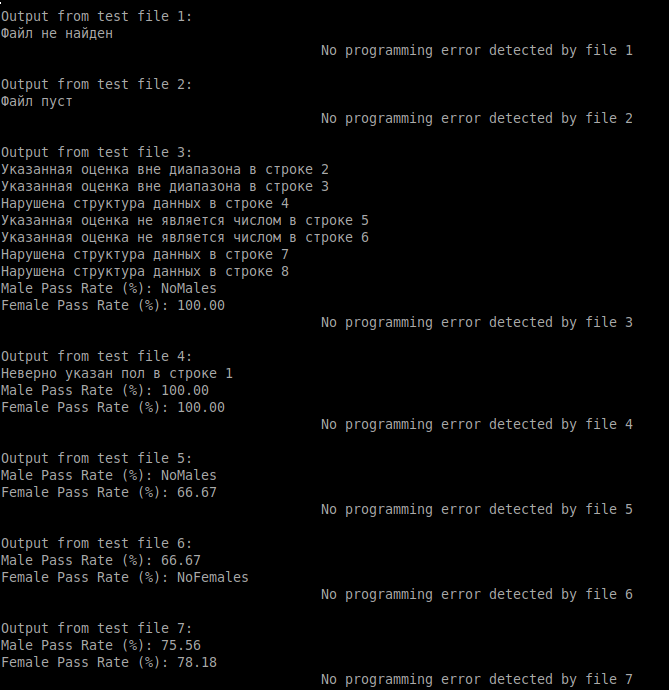 Output from test file 1:
Файл не найден
No programming error detected by file 1
Output from test file 2:
Файл пуст
No programming error detected by file 2
Output from test file 3:
Указанная оценка вне диапазона в строке 2
Указанная оценка вне диапазона в строке 3
Нарушена структура данных в строке 4
Указанная оценка не является числом в строке 5
Указанная оценка не является числом в строке 6
Нарушена структура данных в строке 7
Нарушена структура данных в строке 8
Male Pass Rate (%): NoMales
Female Pass Rate (%): 100.00
No programming error detected by file 3
Output from test file 4:
Неверно указан пол в строке 1
Male Pass Rate (%): 100.00
Female Pass Rate (%): 100.00
No programming error detected by file 4
Output from test file 5:
Male Pass Rate (%): NoMales
Female Pass Rate (%): 66.67
No programming error detected by file 5
Output from test file 6:
Male Pass Rate (%): 66.67
Female Pass Rate (%): NoFemales
No programming error detected by file 6
Output from test file 7:
Male Pass Rate (%): 75.56
Female Pass Rate (%): 78.18
No programming error detected by file 7